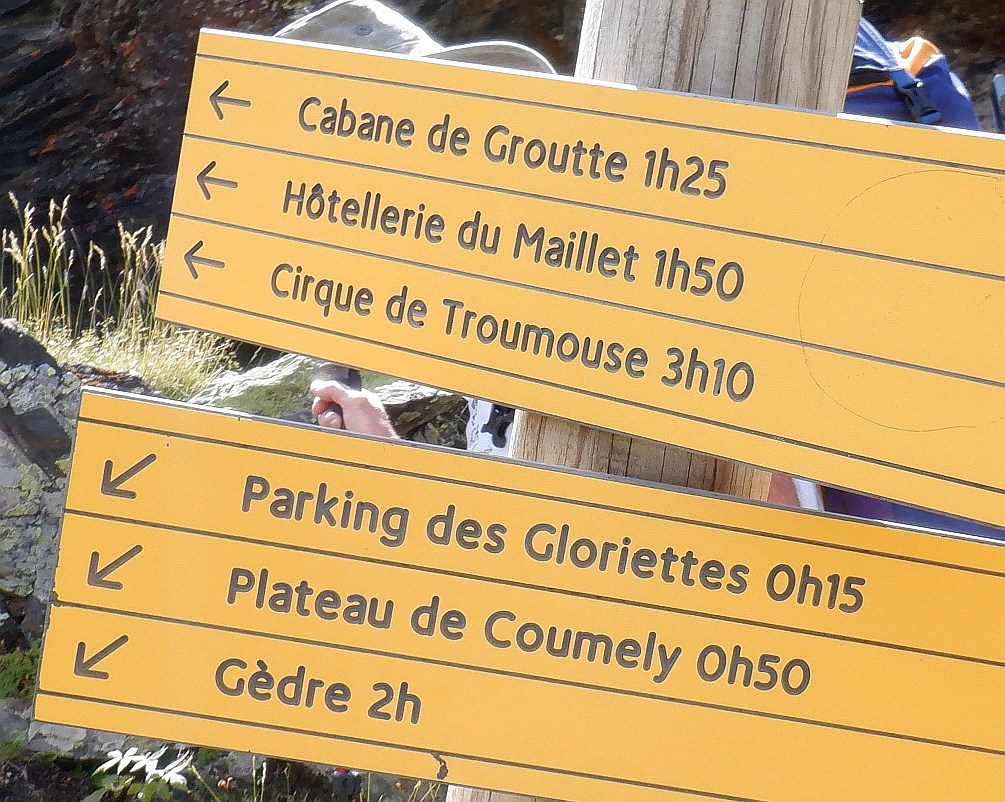 Cabane de Groutte 1h25
Hôtellerie du Maillet 1h50
Cirque de Troumouse 3h10
Parking des Gloriettes 0h15
Plateau de Coumely 0h50
Gèdre 2h